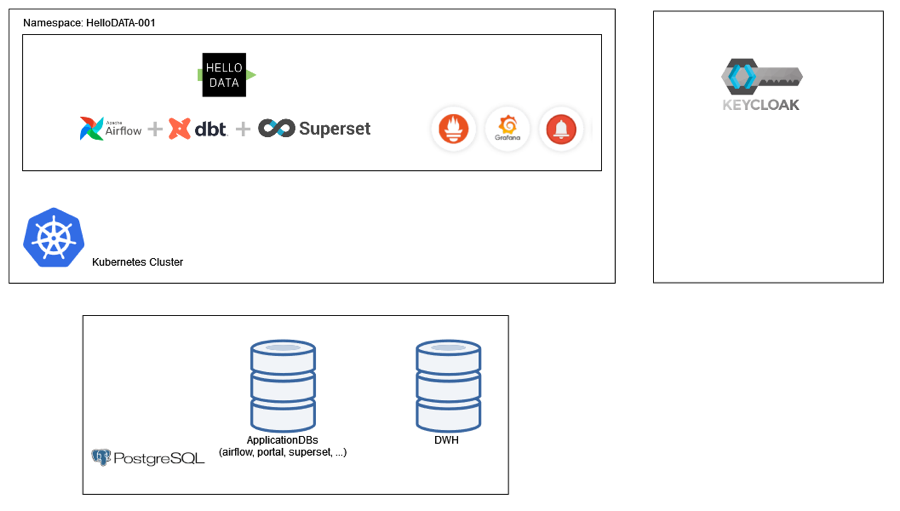 Namespace: HelloDATA-001
HELLO
DATA
APACHE
Airflow
dbt
Superset
Grafana
Kubernetes Cluster
KEYCLOAK
ApplicationDBs
(airflow, portal, superset, ...)
DWH
PostgreSQL